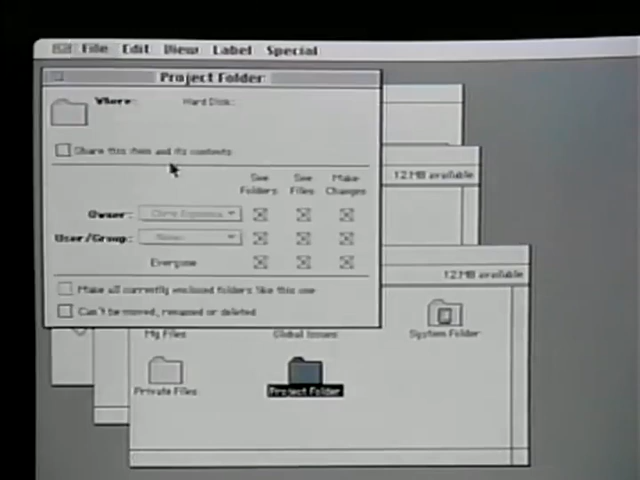 File Edit View Label Special
Project Folder
Where: Hard Disk:
Share this item and its contents
See Folders See Files Make Changes
Owner:
User/Group:
Everyone
Make all currently enclosed folders like this one
Can't be moved, renamed or deleted
12 MB available
12 MB available
My Files Global Issues System Folder
Private Files Project Folder